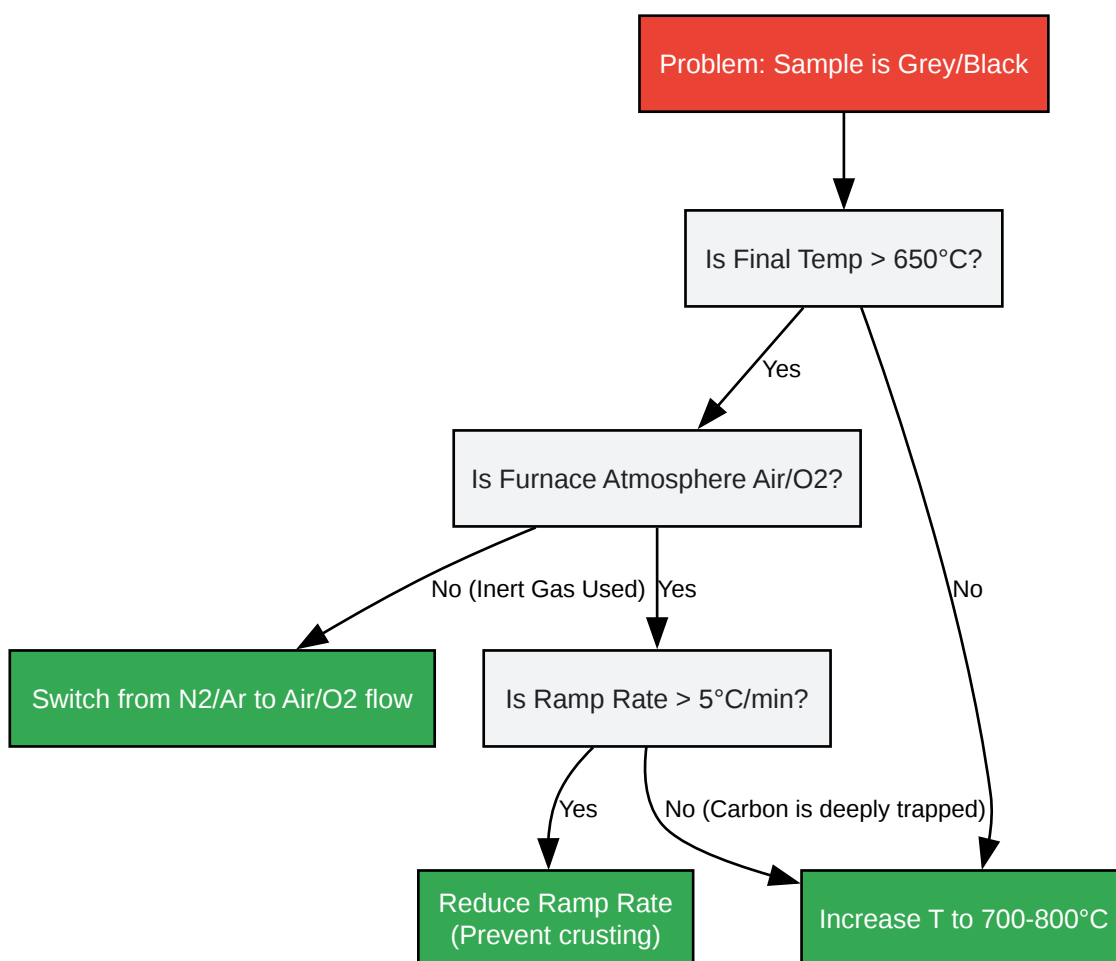 Problem: Sample is Grey/Black
Is Final Temp > 650°C?
Yes
Is Furnace Atmosphere Air/O2?
No (Inert Gas Used)
Yes
No
Switch from N2/Ar to Air/O2 flow
Is Ramp Rate > 5°C/min?
Yes
No (Carbon is deeply trapped)
Reduce Ramp Rate
(Prevent crusting)
Increase T to 700-800°C